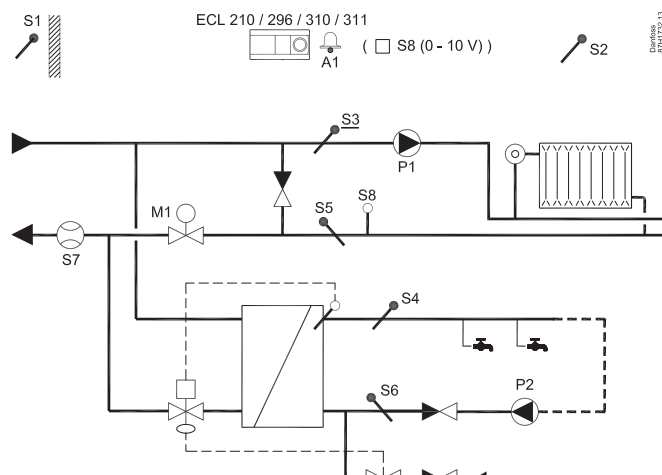 S1
ECL 210 / 296 / 310 / 311
A1
( S8 (0 - 10 V) )
S2
Danfoss
87H1732.13
S3
P1
M1
S7
S5
S8
S4
S6
P2